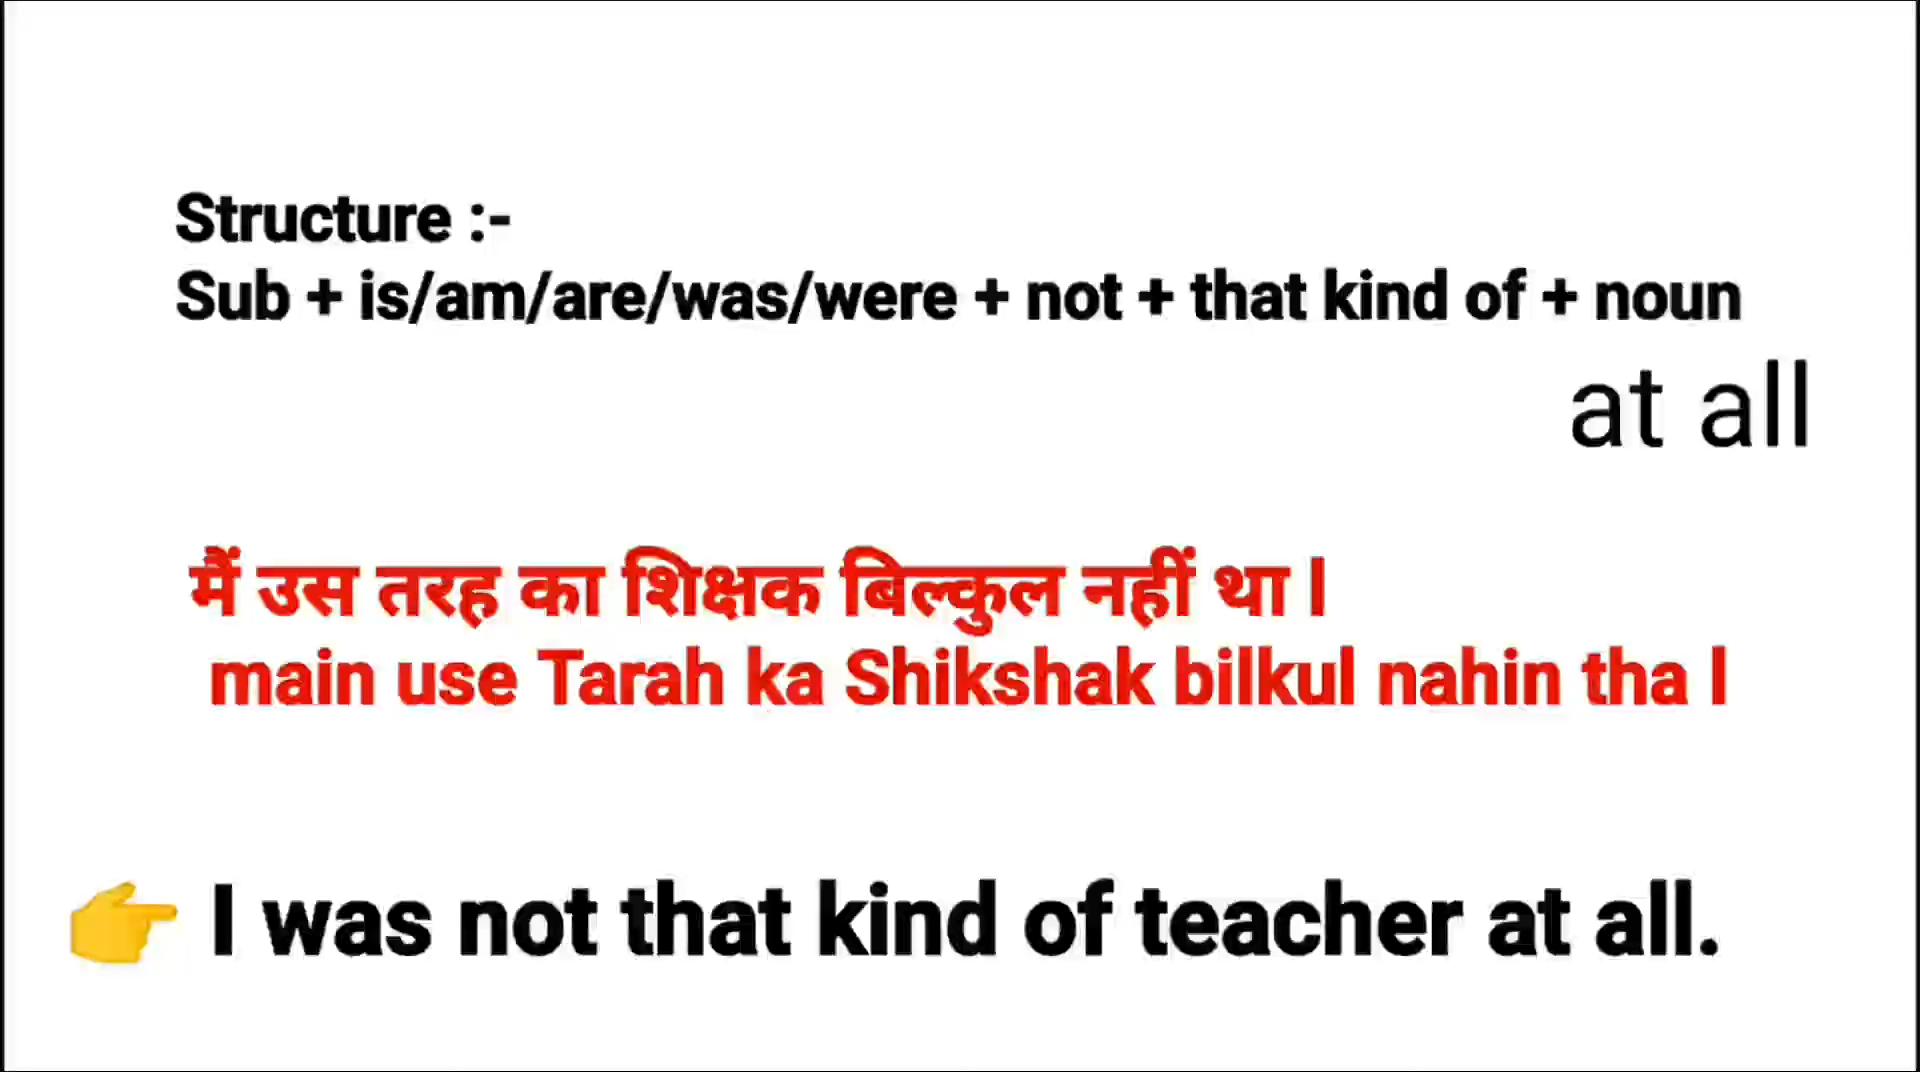 Structure :-
Sub + is/am/are/was/were + not + that kind of + noun
at all
मैं उस तरह का शिक्षक बिल्कुल नहीं था l
main use Tarah ka Shikshak bilkul nahin tha l
👉 I was not that kind of teacher at all.